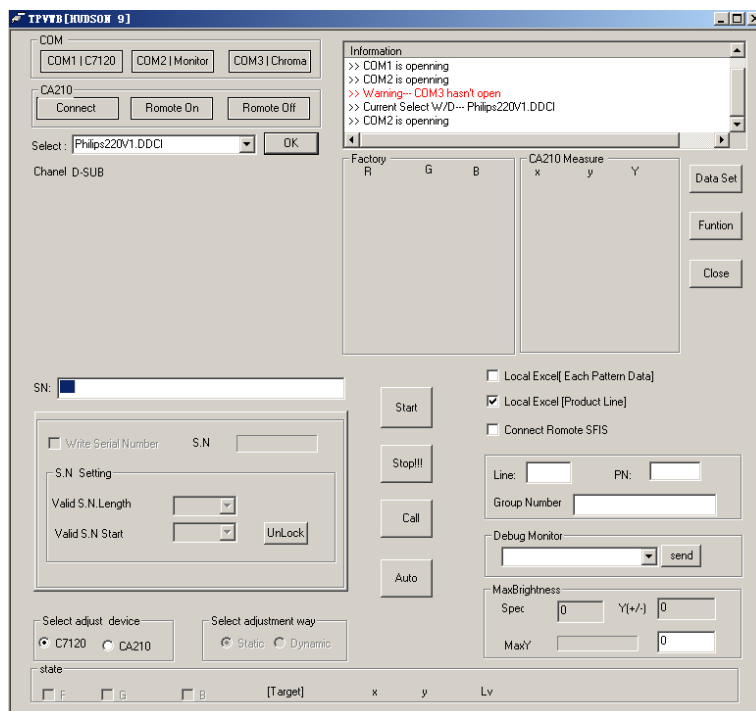 TPVWB[HUDSON 9]
COM
COM1 | C7120 COM2 | Monitor COM3 | Chroma
CA210
Connect Romote On Romote Off
Select : Philips220V1.DDCI OK
Chanel D-SUB
Information
>> COM1 is openning
>> COM2 is openning
>> Warning--- COM3 hasn't open
>> Current Select W/D--- Philips220V1.DDCI
>> COM2 is openning
Factory
R G B
CA210 Measure
x y Y
Data Set
Funtion
Close
SN:
Write Serial Number S.N
S.N Setting
Valid S.N.Length
Valid S.N Start UnLock
Start
Stop!!!
Call
Auto
Local Excel[ Each Pattern Data]
Local Excel [Product Line]
Connect Romote SFIS
Line: PN:
Group Number
Debug Monitor
send
MaxBrightness
Spec 0 Y(+/-) 0
MaxY 0
Select adjust device
C7120 CA210
Select adjustment way
Static Dynamic
state
F G B [Target] x y Lv